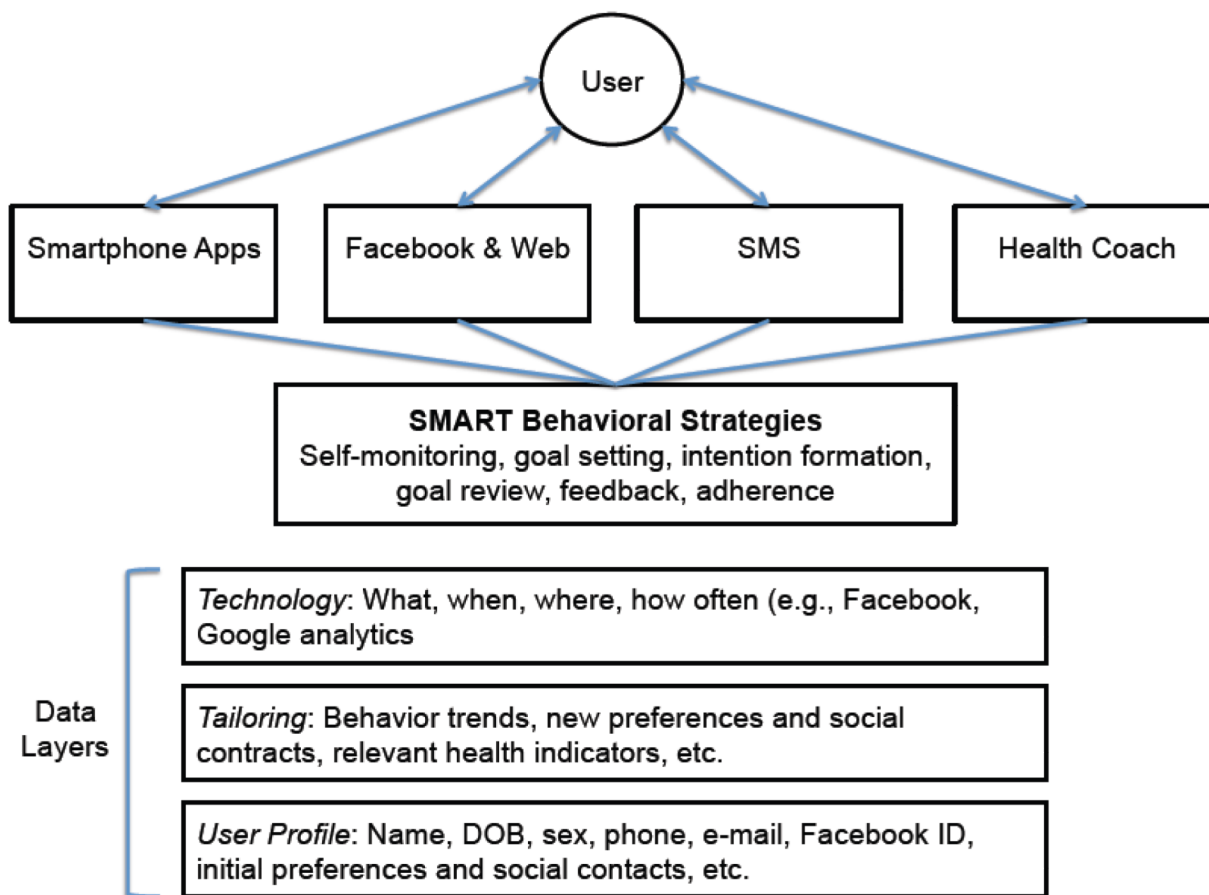 User
Smartphone Apps
Facebook & Web
SMS
Health Coach
SMART Behavioral Strategies
Self-monitoring, goal setting, intention formation,
goal review, feedback, adherence
Data
Layers
Technology: What, when, where, how often (e.g., Facebook,
Google analytics
Tailoring: Behavior trends, new preferences and social
contracts, relevant health indicators, etc.
User Profile: Name, DOB, sex, phone, e-mail, Facebook ID,
initial preferences and social contacts, etc.